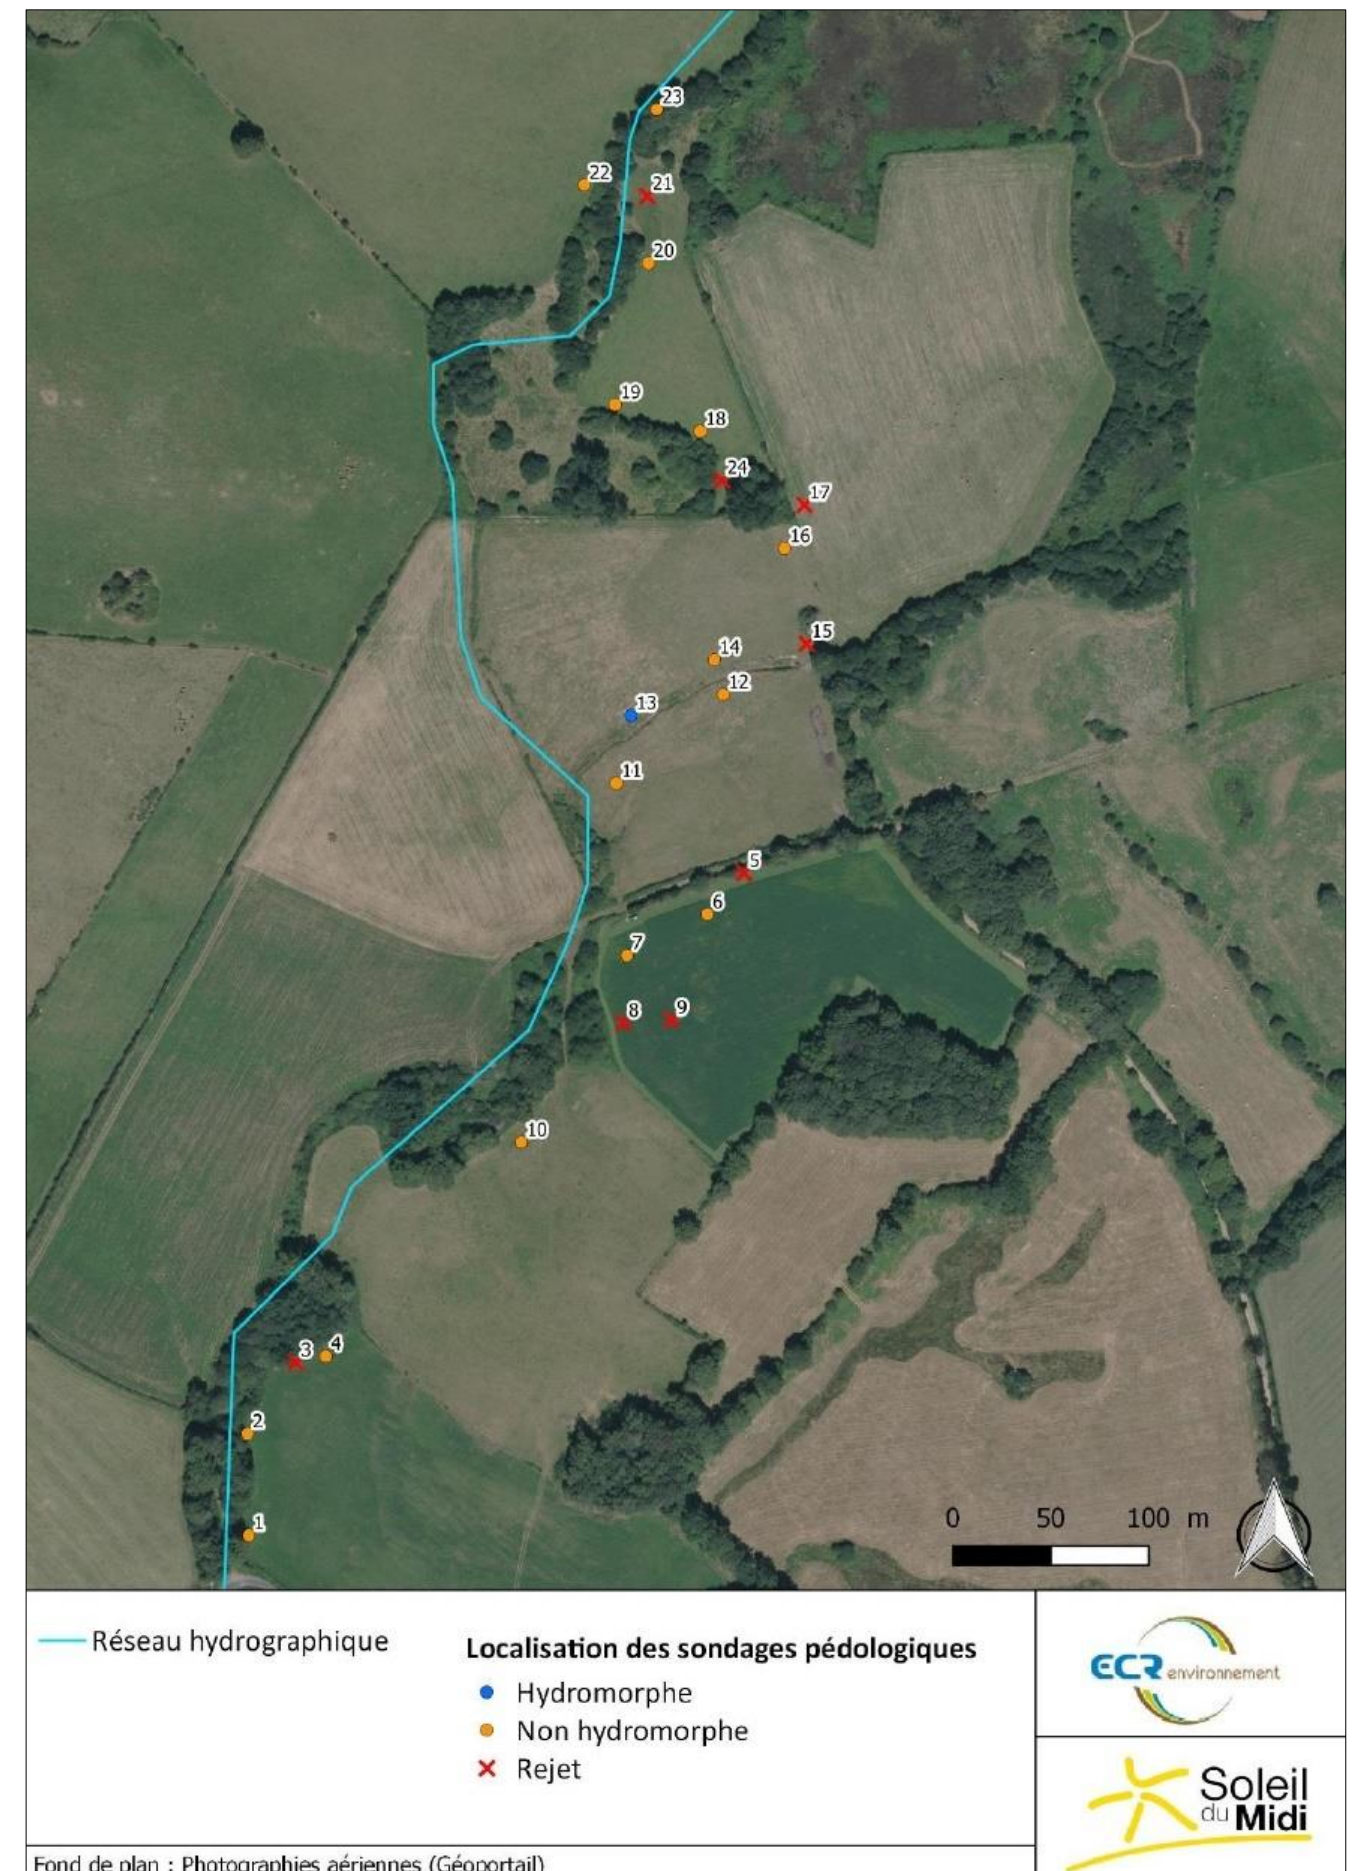 23
22
21
20
19
18
24
17
16
15
14
12
13
11
5
6
7
8
9
10
3
4
2
1
0 50 100 m
Réseau hydrographique
Localisation des sondages pédologiques
Hydromorphe
Non hydromorphe
Rejet
ECR environnement
Soleil
du Midi
Fond de plan : Photographies aériennes (Géoportail)